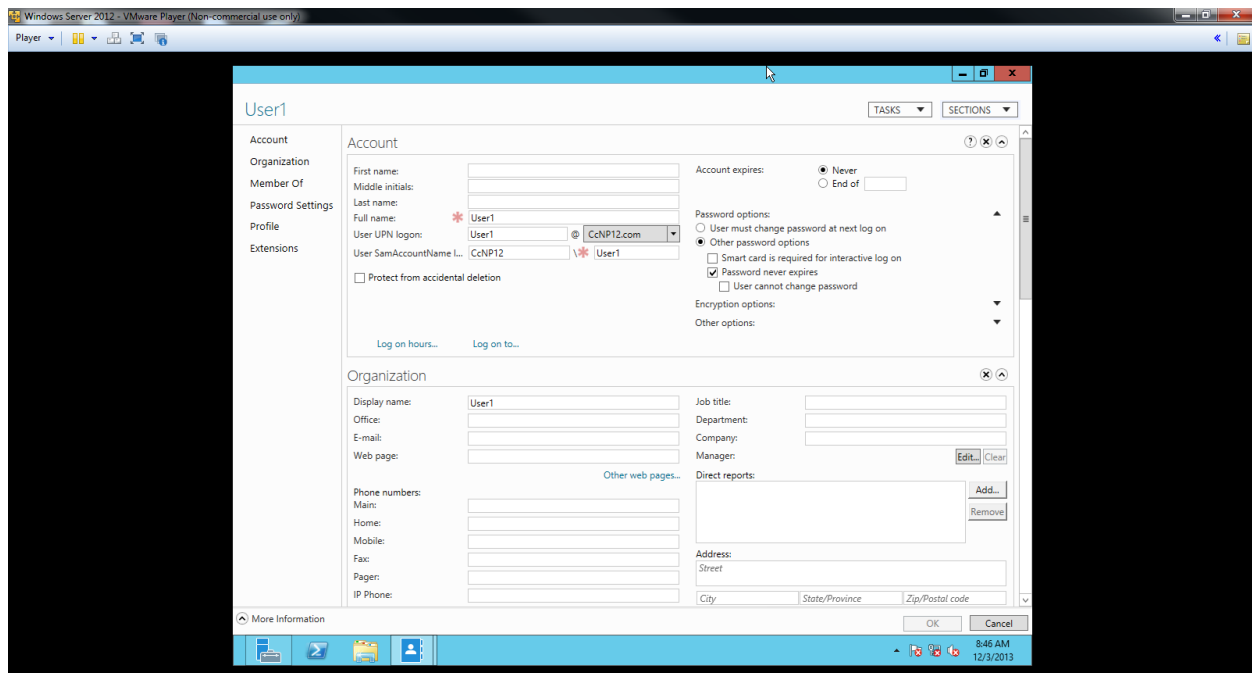 Windows Server 2012 - VMware Player (Non-commercial use only)
Player
User1
TASKS
SECTIONS
Account
Organization
Member Of
Password Settings
Profile
Extensions
Account
First name:
Middle initials:
Last name:
Full name: * User1
User UPN logon: User1 @ CcNP12.com
User SamAccountName l... CcNP12 \* User1
Protect from accidental deletion
Log on hours...
Log on to...
Account expires: Never
End of
Password options:
User must change password at next log on
Other password options
Smart card is required for interactive log on
Password never expires
User cannot change password
Encryption options:
Other options:
Organization
Display name: User1
Office:
E-mail:
Web page:
Other web pages...
Phone numbers:
Main:
Home:
Mobile:
Fax:
Pager:
IP Phone:
Job title:
Department:
Company:
Manager: Edit... Clear
Direct reports:
Add...
Remove
Address:
Street
City State/Province Zip/Postal code
More Information
OK Cancel
8:46 AM
12/3/2013